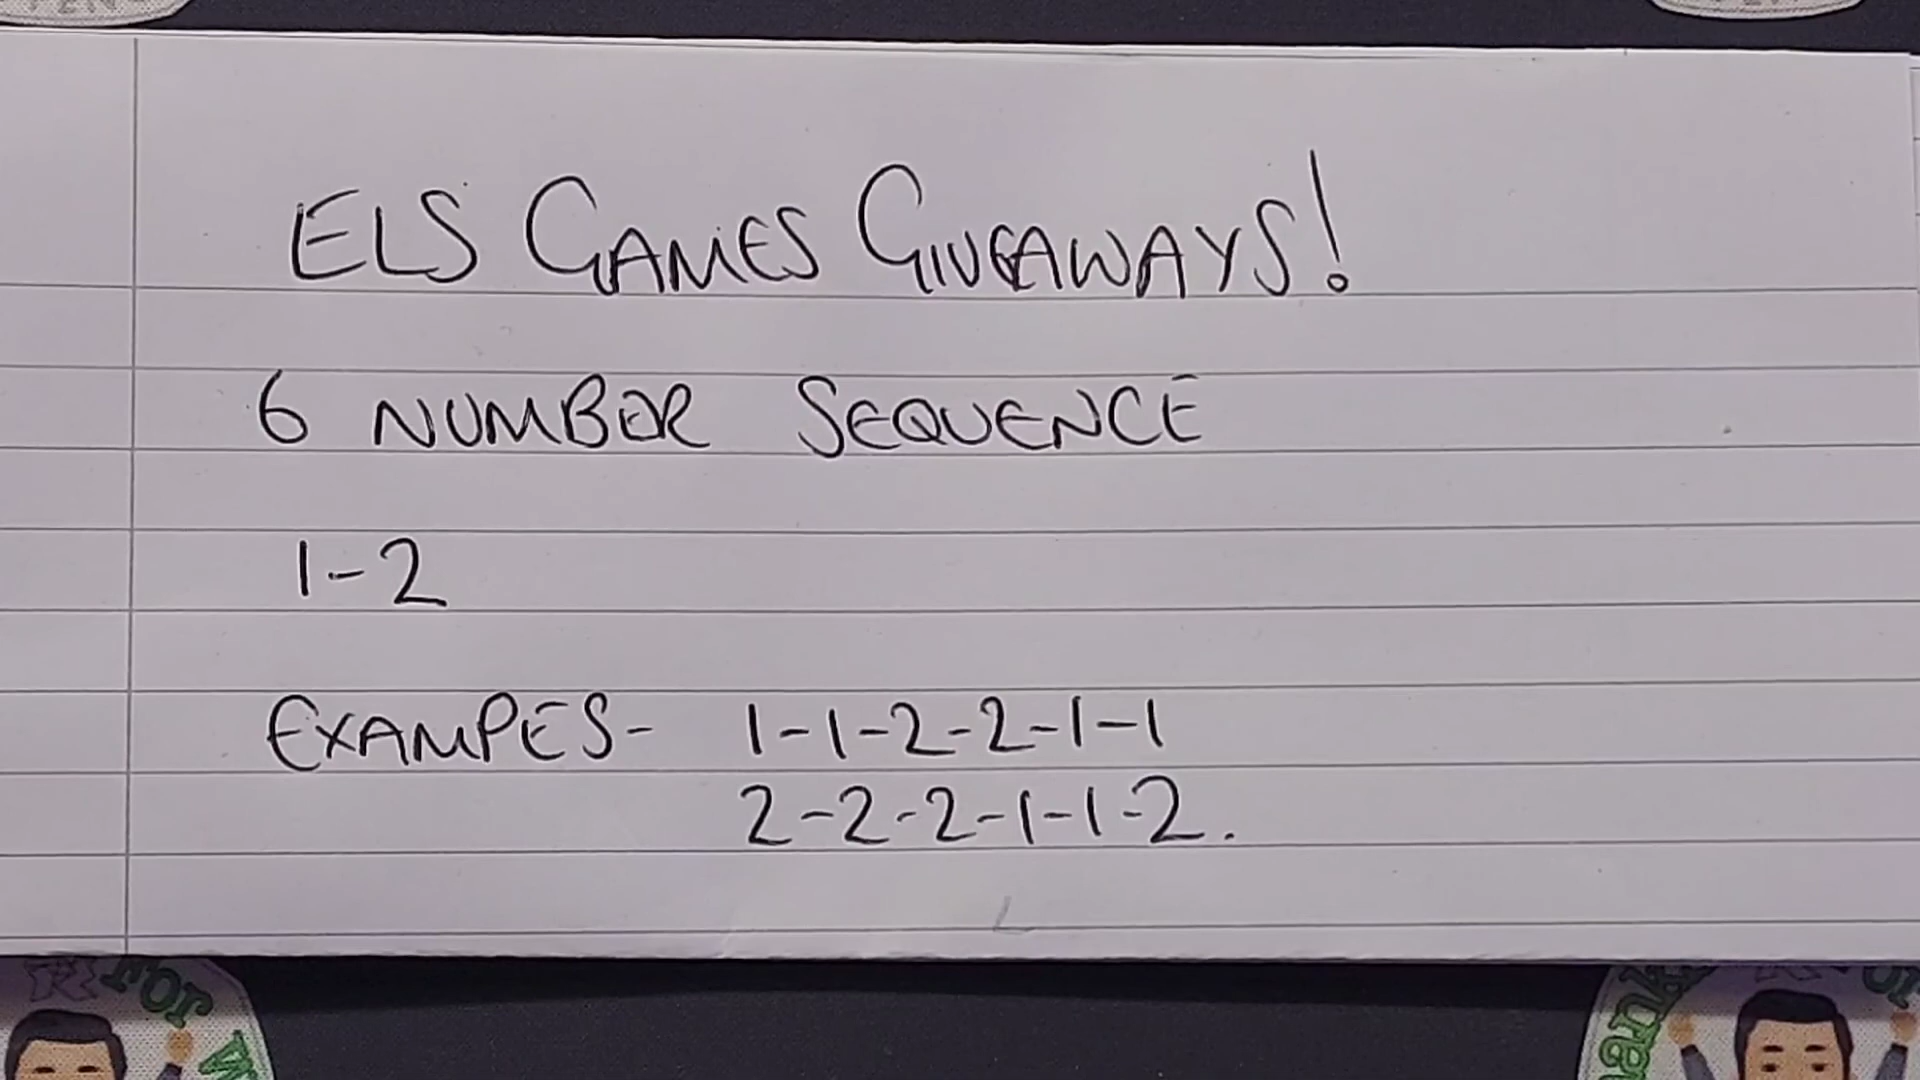 ELS GAMES GIVEAWAYS!
6 NUMBER SEQUENCE
1-2
EXAMPES- 1-1-2-2-1-1
2-2-2-1-1-2.
For